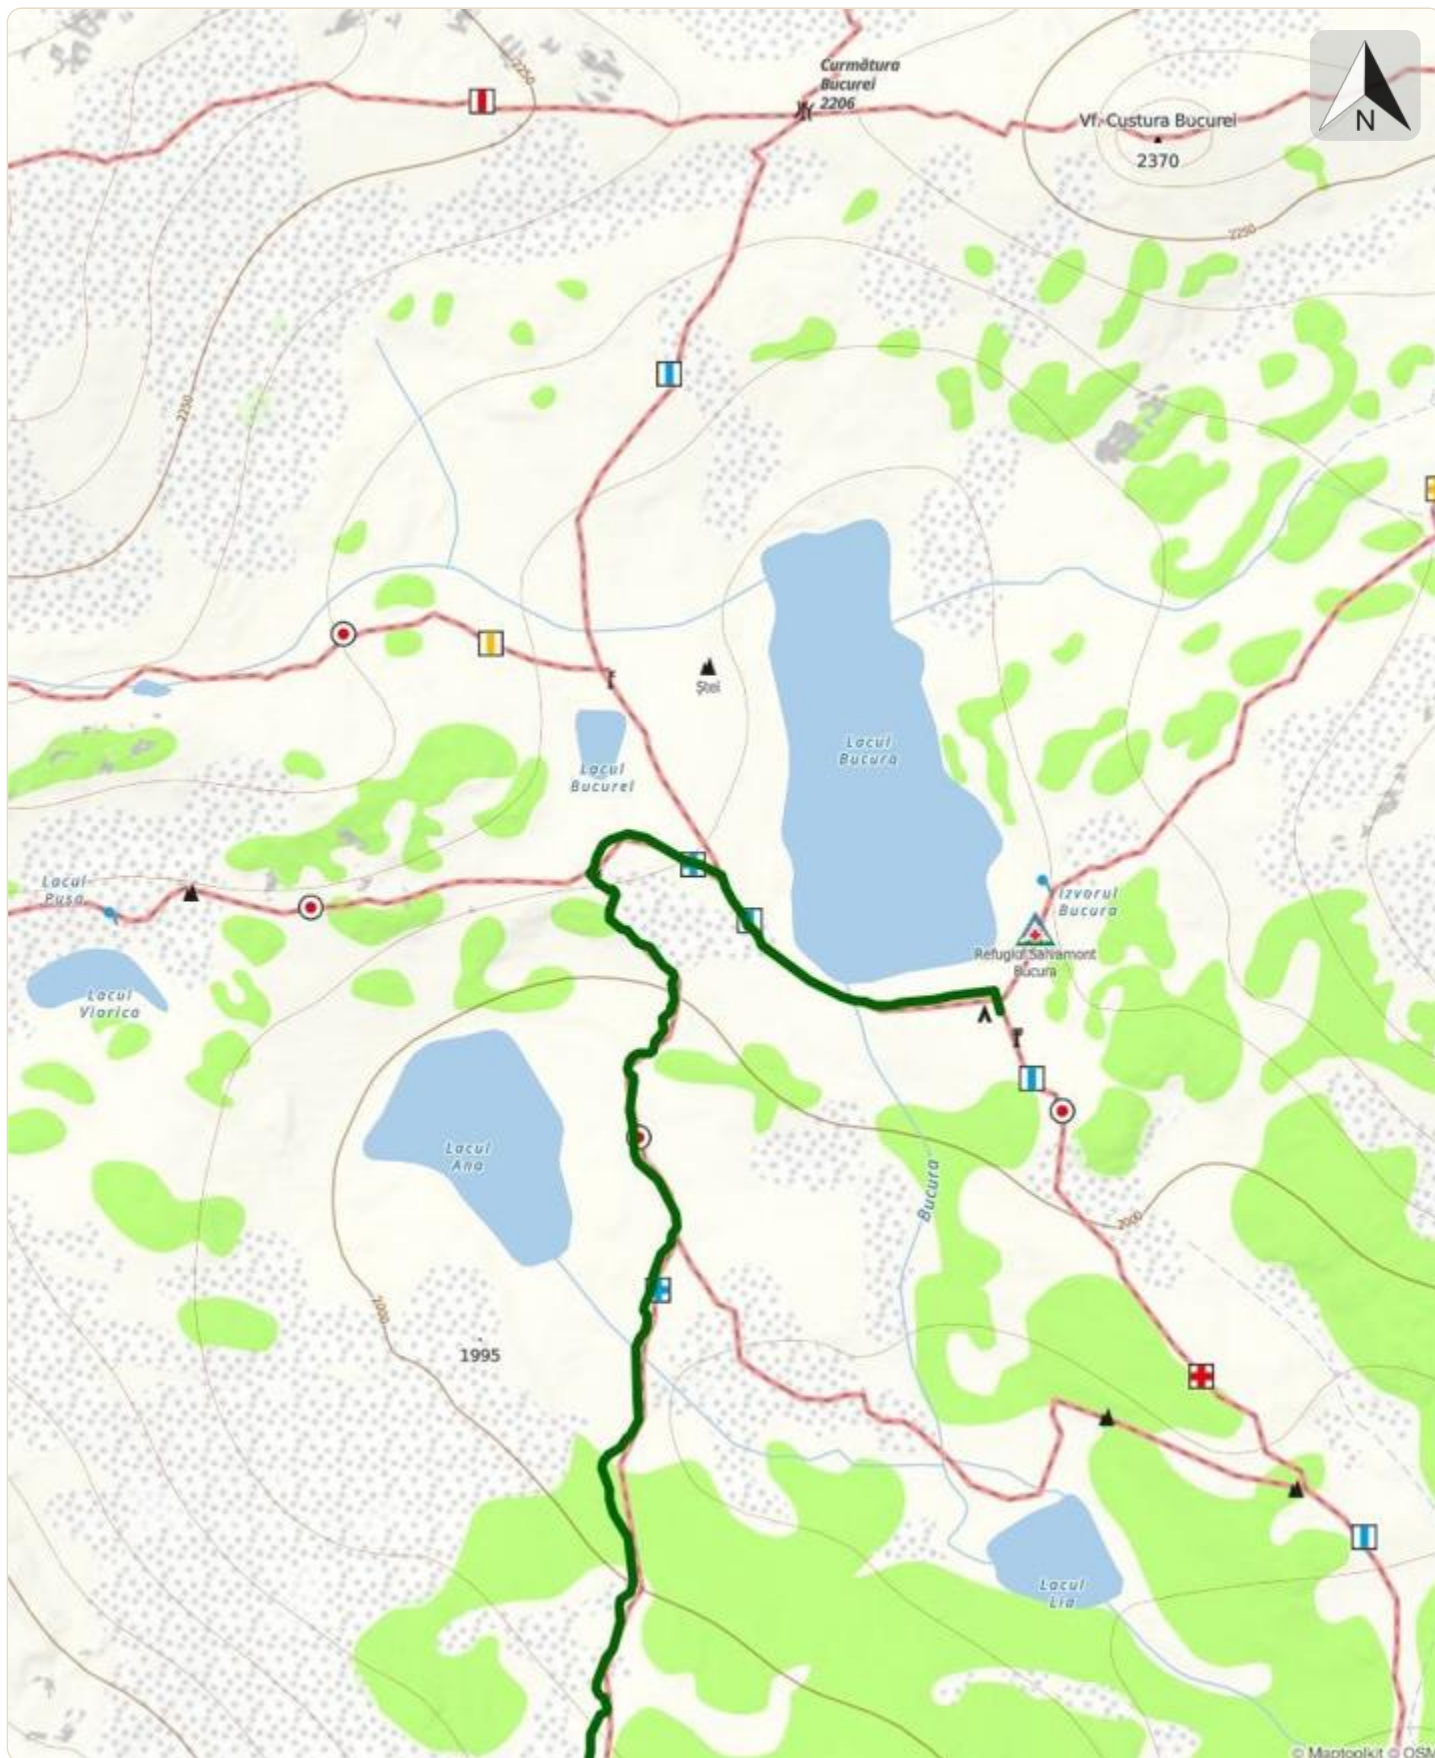 2250
Curmătura
Bucurei
2206
Vf. Custura Bucurei
2370
N
2250
2250
Ștei
Lacul
Bucura
Lacul
Bucurel
Lacul
Pușa
Izvorul
Bucura
Refugiul Salvamont
Bucura
Lacul
Viorica
Lacul
Ana
Bucura
2000
2000
1995
Lacul
Lia
© Maptoolkit © OSM